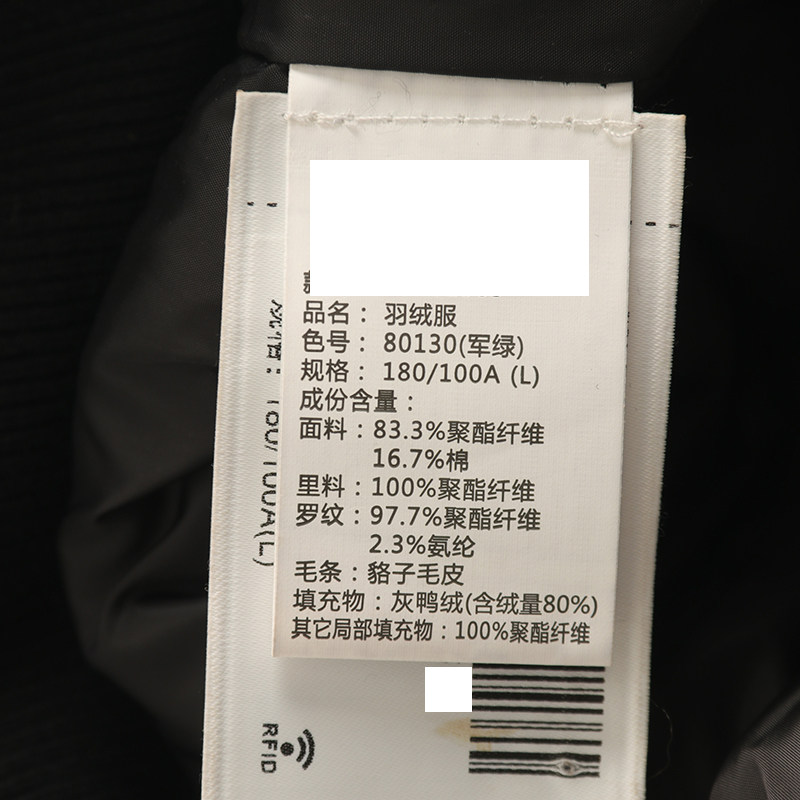 品名： 羽绒服
色号： 80130(军绿)
规格： 180/100A (L)
成份含量：
面料：83.3%聚酯纤维
16.7%棉
里料：100%聚酯纤维
罗纹：97.7%聚酯纤维
2.3%氨纶
毛条：貉子毛皮
填充物：灰鸭绒(含绒量80%)
其它局部填充物：100%聚酯纤维
180/100A(L)
RFID